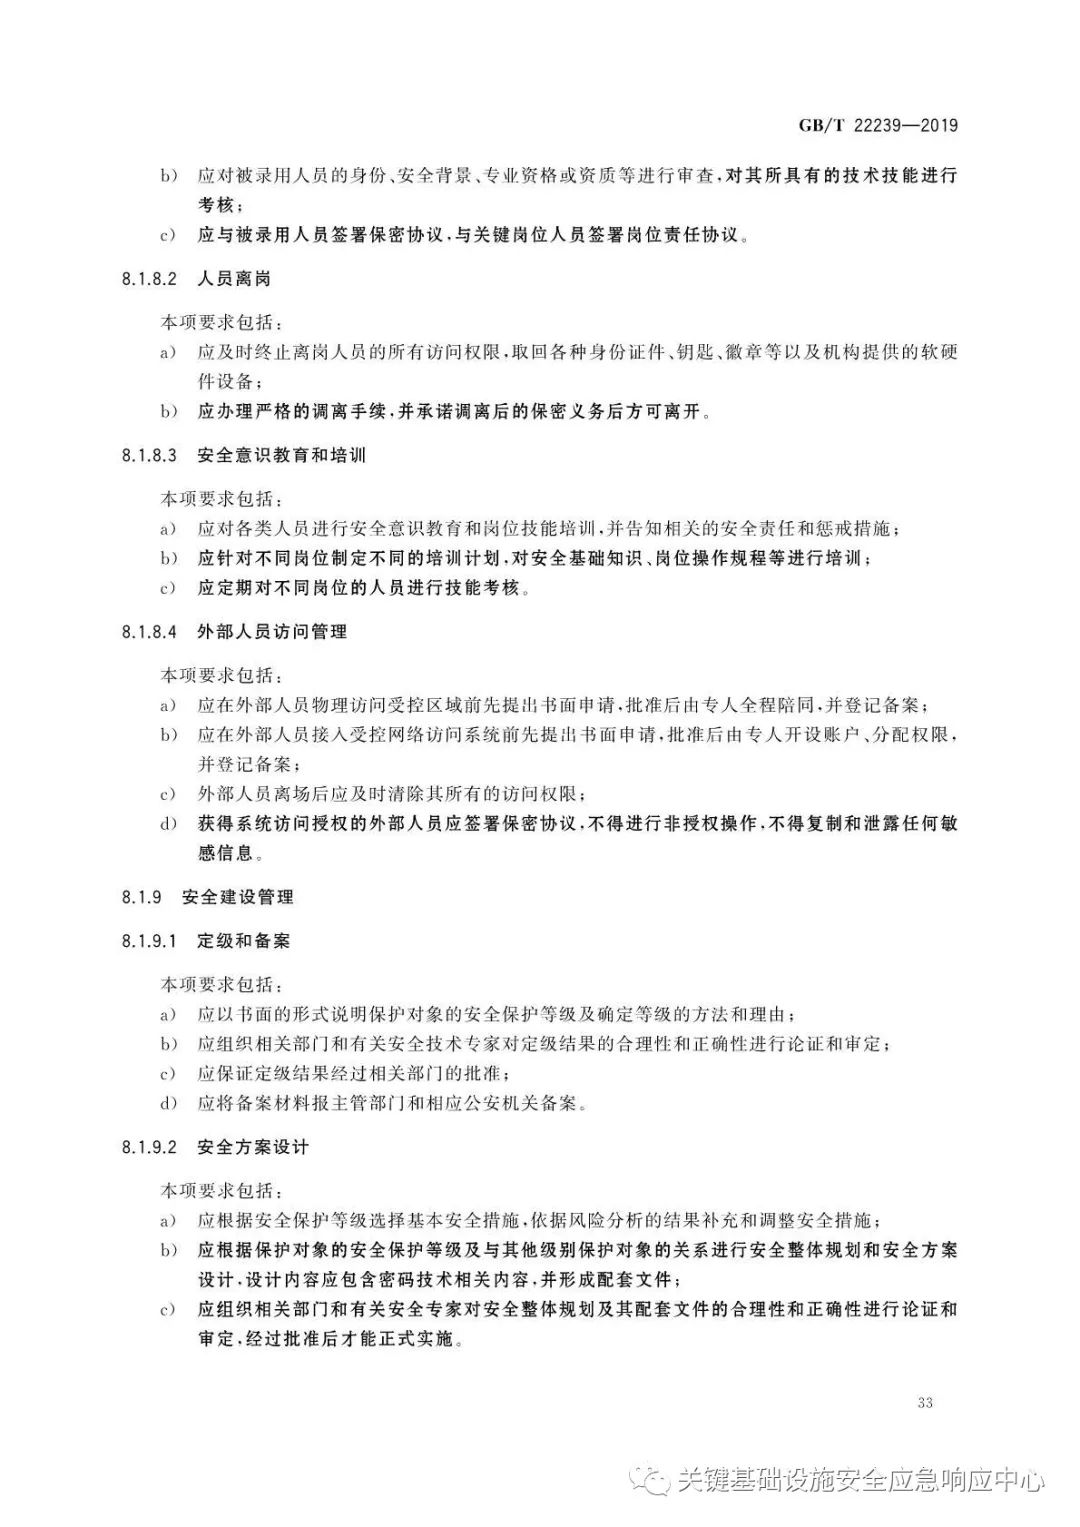 GB/T 22239—2019
b) 应对被录用人员的身份、安全背景、专业资格或资质等进行审查,对其所具有的技术技能进行
考核;
c) 应与被录用人员签署保密协议,与关键岗位人员签署岗位责任协议。
8.1.8.2 人员离岗
本项要求包括:
a) 应及时终止离岗人员的所有访问权限,取回各种身份证件、钥匙、徽章等以及机构提供的软硬
件设备;
b) 应办理严格的调离手续,并承诺调离后的保密义务后方可离开。
8.1.8.3 安全意识教育和培训
本项要求包括:
a) 应对各类人员进行安全意识教育和岗位技能培训,并告知相关的安全责任和惩戒措施;
b) 应针对不同岗位制定不同的培训计划,对安全基础知识、岗位操作规程等进行培训;
c) 应定期对不同岗位的人员进行技能考核。
8.1.8.4 外部人员访问管理
本项要求包括:
a) 应在外部人员物理访问受控区域前先提出书面申请,批准后由专人全程陪同,并登记备案;
b) 应在外部人员接入受控网络访问系统前先提出书面申请,批准后由专人开设账户、分配权限,
并登记备案;
c) 外部人员离场后应及时清除其所有的访问权限;
d) 获得系统访问授权的外部人员应签署保密协议,不得进行非授权操作,不得复制和泄露任何敏
感信息。
8.1.9 安全建设管理
8.1.9.1 定级和备案
本项要求包括:
a) 应以书面的形式说明保护对象的安全保护等级及确定等级的方法和理由;
b) 应组织相关部门和有关安全技术专家对定级结果的合理性和正确性进行论证和审定;
c) 应保证定级结果经过相关部门的批准;
d) 应将备案材料报主管部门和相应公安机关备案。
8.1.9.2 安全方案设计
本项要求包括:
a) 应根据安全保护等级选择基本安全措施,依据风险分析的结果补充和调整安全措施;
b) 应根据保护对象的安全保护等级及与其他级别保护对象的关系进行安全整体规划和安全方案
设计,设计内容应包含密码技术相关内容,并形成配套文件;
c) 应组织相关部门和有关安全专家对安全整体规划及其配套文件的合理性和正确性进行论证和
审定,经过批准后才能正式实施。
33
关键基础设施安全应急响应中心